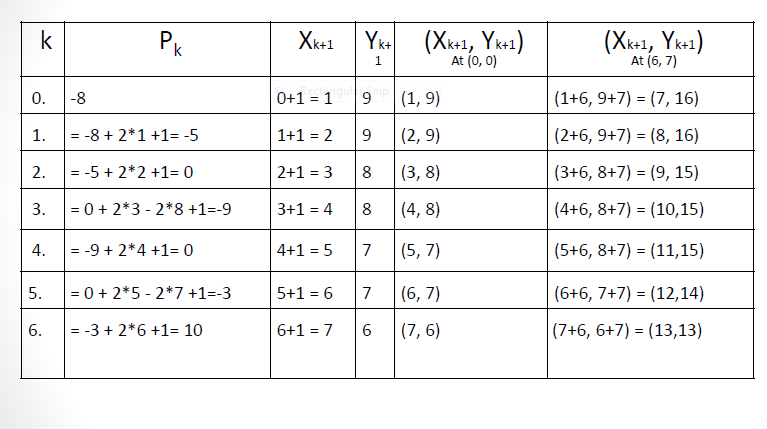 k Pk Xk+1 Yk+1 (Xk+1, Yk+1) At (0, 0) (Xk+1, Yk+1) At (6, 7)
0. -8 0+1 = 1 9 (1, 9) (1+6, 9+7) = (7, 16)
1. = -8 + 2*1 +1= -5 1+1 = 2 9 (2, 9) (2+6, 9+7) = (8, 16)
2. = -5 + 2*2 +1= 0 2+1 = 3 8 (3, 8) (3+6, 8+7) = (9, 15)
3. = 0 + 2*3 - 2*8 +1=-9 3+1 = 4 8 (4, 8) (4+6, 8+7) = (10,15)
4. = -9 + 2*4 +1= 0 4+1 = 5 7 (5, 7) (5+6, 8+7) = (11,15)
5. = 0 + 2*5 - 2*7 +1=-3 5+1 = 6 7 (6, 7) (6+6, 7+7) = (12,14)
6. = -3 + 2*6 +1= 10 6+1 = 7 6 (7, 6) (7+6, 6+7) = (13,13)
Rectangular Snip